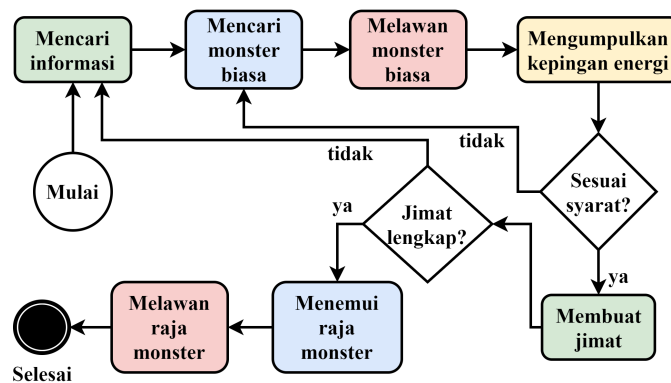 Mencari
informasi
Mencari
monster
biasa
Melawan
monster
biasa
Mengumpulkan
kepingan energi
tidak
tidak
Mulai
Sesuai
syarat?
ya
Jimat
lengkap?
ya
Melawan
raja
monster
Menemui
raja
monster
Membuat
jimat
Selesai